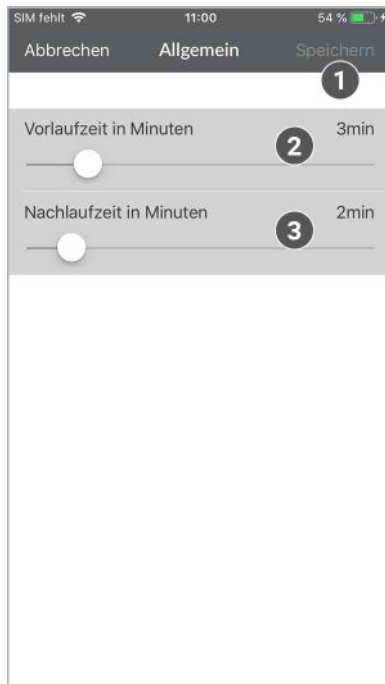 SIM fehlt 11:00 54 %
Abbrechen Allgemein Speichern
1
Vorlaufzeit in Minuten 2 3min
Nachlaufzeit in Minuten 3 2min